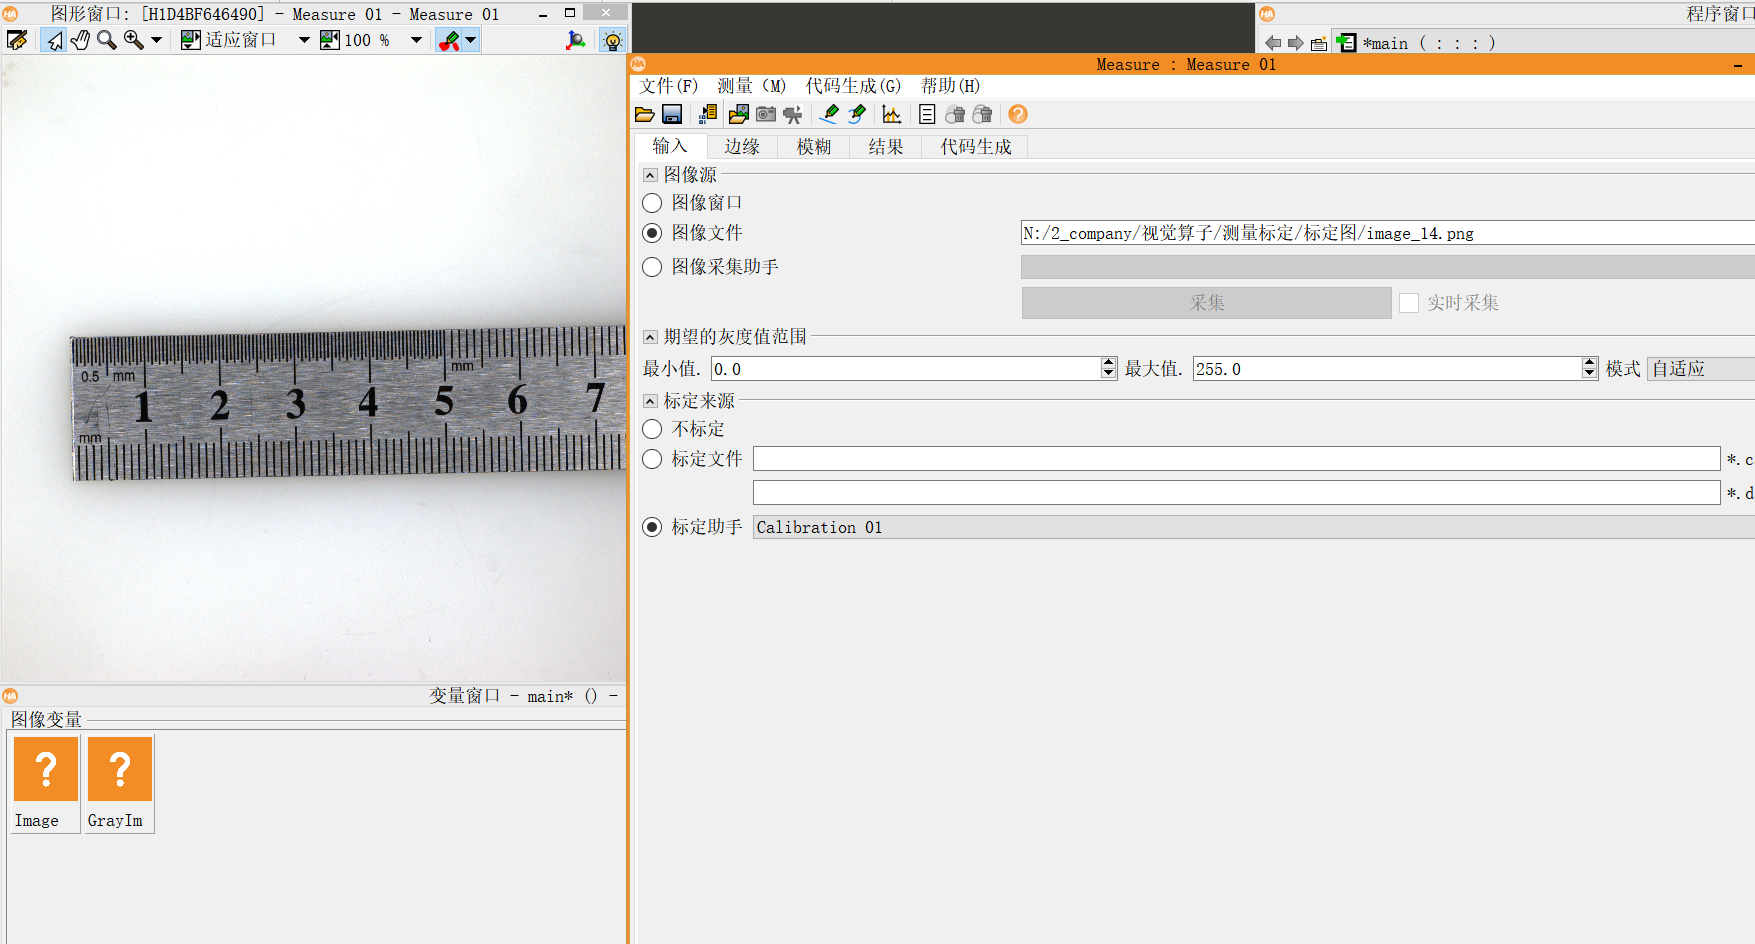 图形窗口: [H1D4BF646490] - Measure 01 - Measure 01
适应窗口
100 %
0.5 mm
mm
1 2 3 4 5 6 7
mm
变量窗口 - main* () -
图像变量
Image
GrayIm
程序窗口
*main ( : : : )
Measure : Measure 01
文件(F) 测量 (M) 代码生成(G) 帮助(H)
输入 边缘 模糊 结果 代码生成
图像源
图像窗口
图像文件 N:/2_company/视觉算子/测量标定/标定图/image_14.png
图像采集助手
采集 实时采集
期望的灰度值范围
最小值. 0.0 最大值. 255.0 模式 自适应
标定来源
不标定
标定文件 *.c
*.d
标定助手 Calibration 01